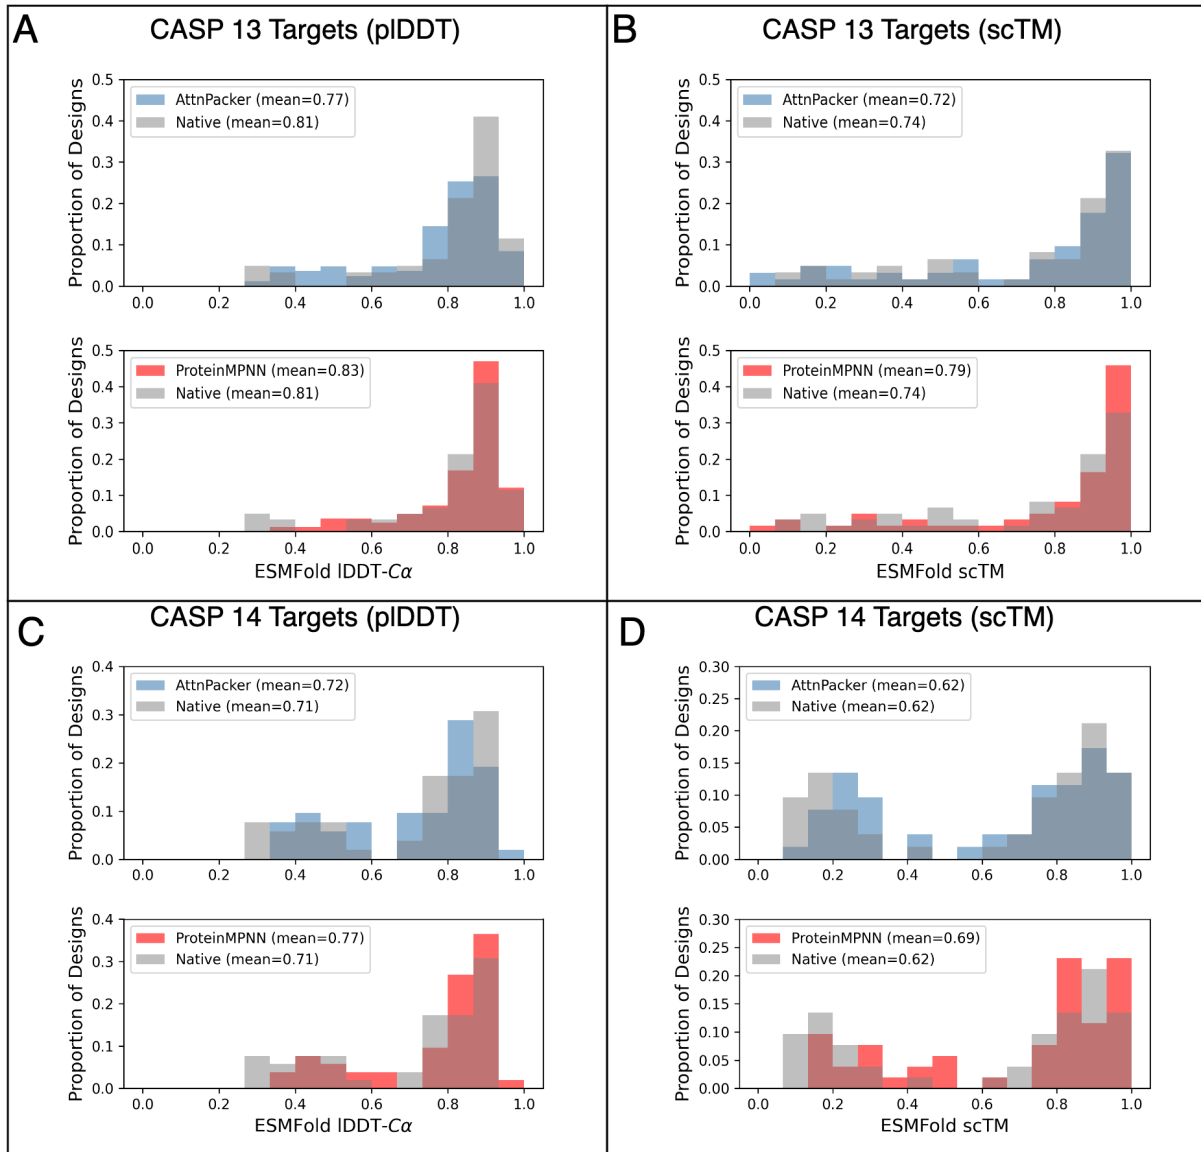 A
CASP 13 Targets (plDDT)
Proportion of Designs
0.5
0.4
0.3
0.2
0.1
0.0
AttnPacker (mean=0.77)
Native (mean=0.81)
0.0 0.2 0.4 0.6 0.8 1.0
Proportion of Designs
0.5
0.4
0.3
0.2
0.1
0.0
ProteinMPNN (mean=0.83)
Native (mean=0.81)
0.0 0.2 0.4 0.6 0.8 1.0
ESMFold lDDT-Cα
B
CASP 13 Targets (scTM)
Proportion of Designs
0.5
0.4
0.3
0.2
0.1
0.0
AttnPacker (mean=0.72)
Native (mean=0.74)
0.0 0.2 0.4 0.6 0.8 1.0
Proportion of Designs
0.5
0.4
0.3
0.2
0.1
0.0
ProteinMPNN (mean=0.79)
Native (mean=0.74)
0.0 0.2 0.4 0.6 0.8 1.0
ESMFold scTM
C
CASP 14 Targets (plDDT)
Proportion of Designs
0.4
0.3
0.2
0.1
0.0
AttnPacker (mean=0.72)
Native (mean=0.71)
0.0 0.2 0.4 0.6 0.8 1.0
Proportion of Designs
0.4
0.3
0.2
0.1
0.0
ProteinMPNN (mean=0.77)
Native (mean=0.71)
0.0 0.2 0.4 0.6 0.8 1.0
ESMFold lDDT-Cα
D
CASP 14 Targets (scTM)
Proportion of Designs
0.30
0.25
0.20
0.15
0.10
0.05
0.00
AttnPacker (mean=0.62)
Native (mean=0.62)
0.0 0.2 0.4 0.6 0.8 1.0
Proportion of Designs
0.30
0.25
0.20
0.15
0.10
0.05
0.00
ProteinMPNN (mean=0.69)
Native (mean=0.62)
0.0 0.2 0.4 0.6 0.8 1.0
ESMFold scTM